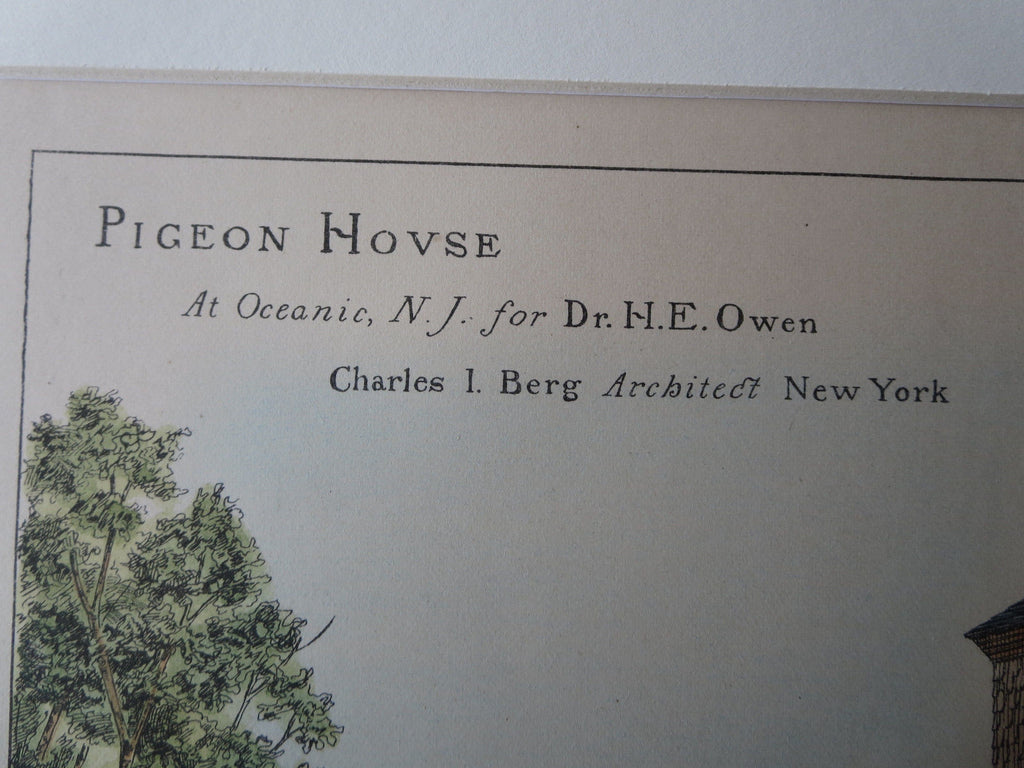 PIGEON HOVSE
At Oceanic, N.J. for Dr. H.E. Owen
Charles I. Berg Architect New York